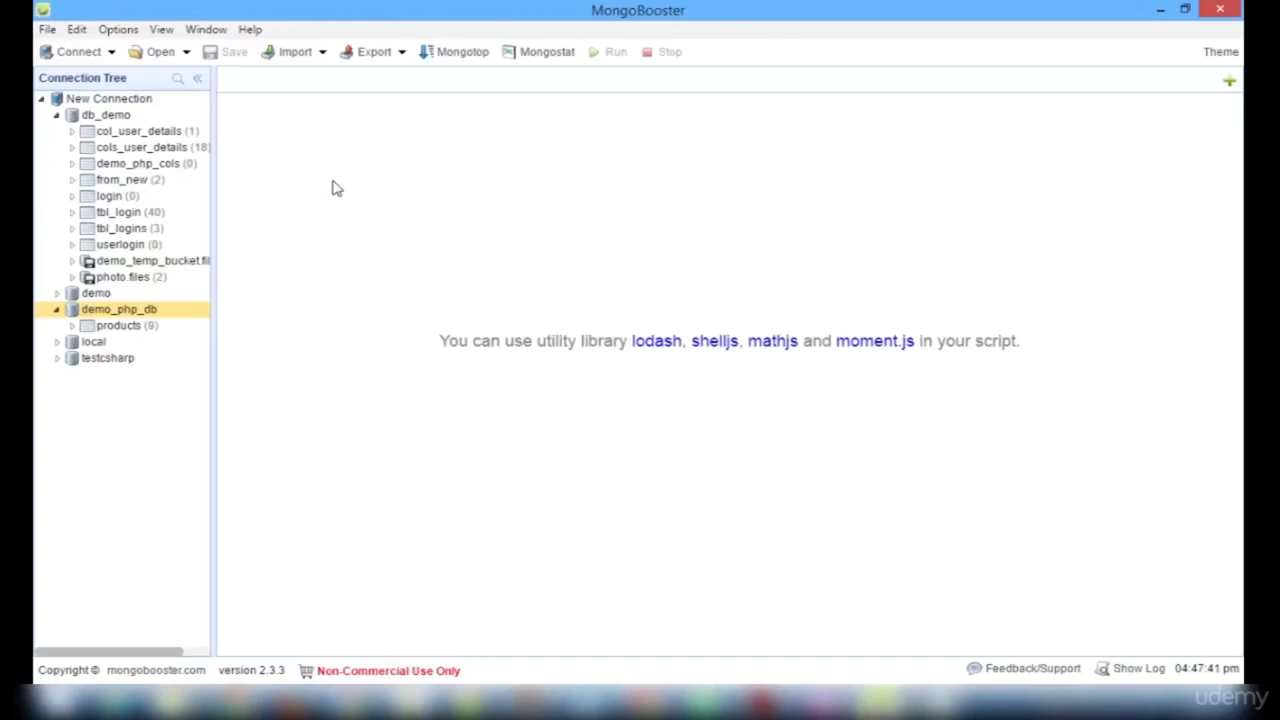 MongoBooster
File Edit Options View Window Help
Connect Open Save Import Export Mongotop Mongostat Run Stop Theme
Connection Tree
New Connection
db_demo
col_user_details (1)
cols_user_details (18)
demo_php_cols (0)
from_new (2)
login (0)
tbl_login (40)
tbl_logins (3)
userlogin (0)
demo_temp_bucket.fil
photo.files (2)
demo
demo_php_db
products (9)
local
testcsharp
You can use utility library lodash, shelljs, mathjs and moment.js in your script.
Copyright © mongobooster.com version 2.3.3 Non-Commercial Use Only Feedback/Support Show Log 04:47:41 pm
udemy